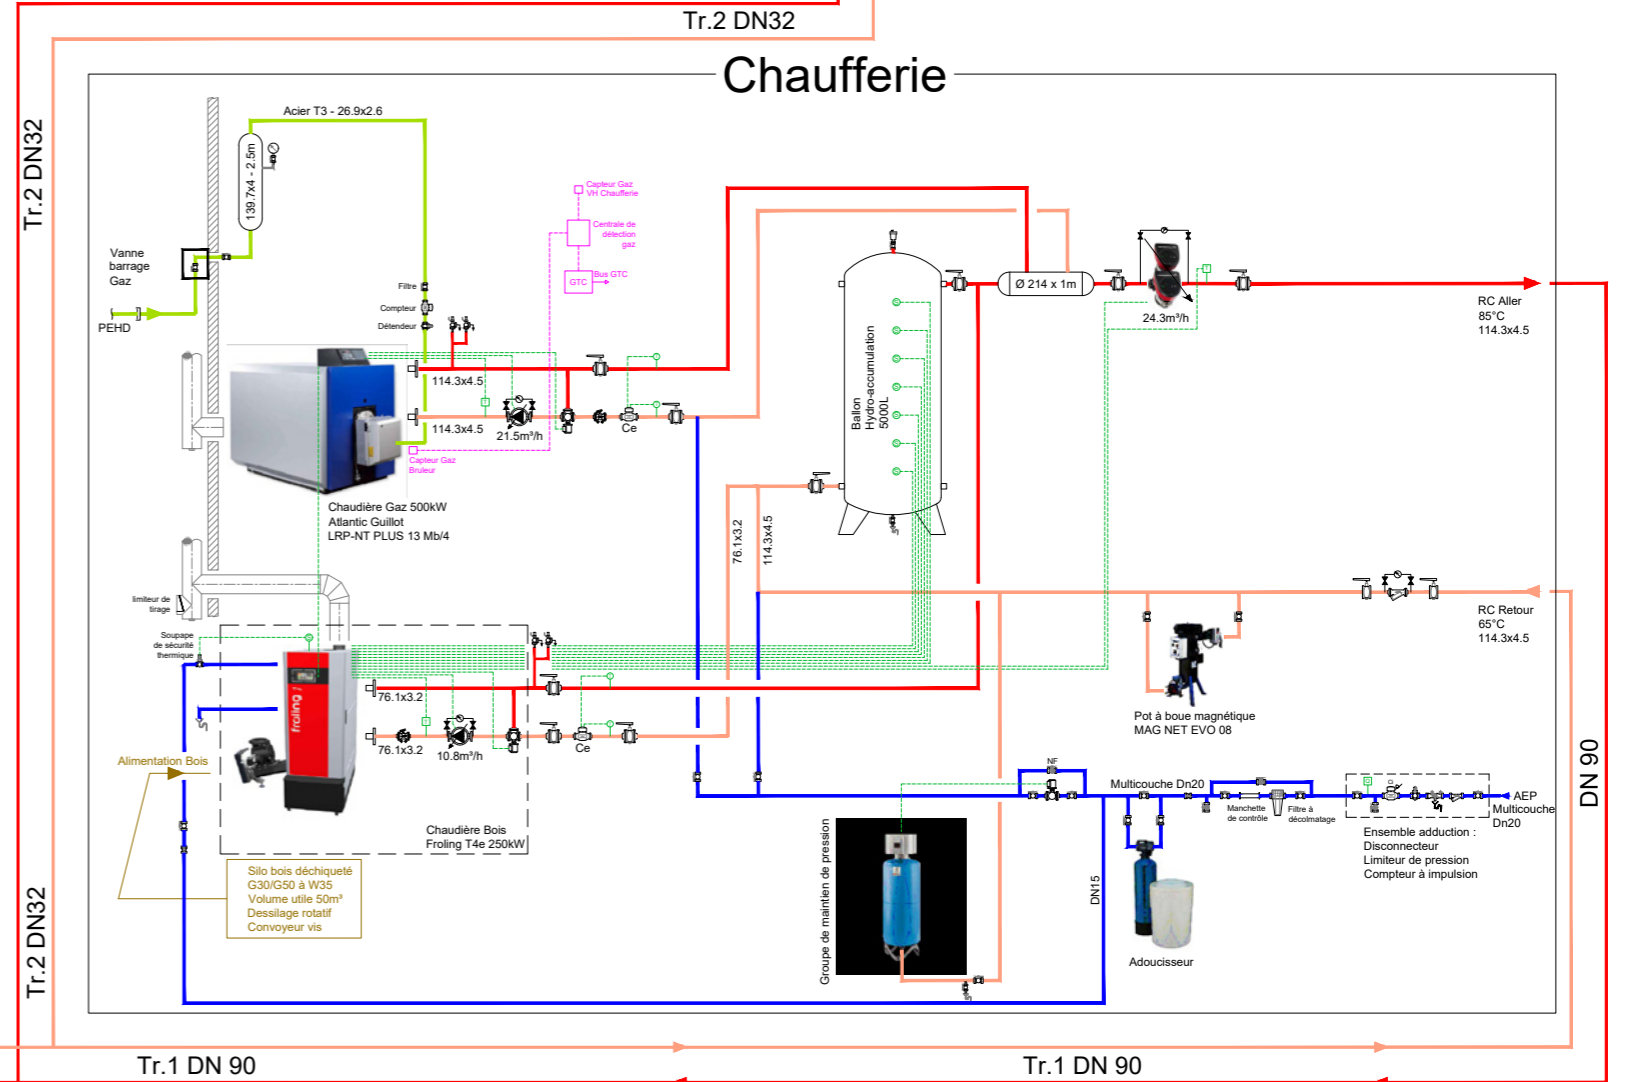 Tr.2 DN32
Chaufferie
Tr.2 DN32
Acier T3 - 26.9x2.6
139.7x4 - 2.5m
Capteur Gaz
VH Chaufferie
Centrale de
détection
gaz
Bus GTC
GTC
Vanne
barrage
Gaz
PEHD
Filtre
Compteur
Détendeur
Ø 214 x 1m
24.3m³/h
RC Aller
85°C
114.3x4.5
114.3x4.5
114.3x4.5
21.5m³/h
Ce
Capteur Gaz
Bruleur
Ballon
Hydro-accumulation
5000L
Chaudière Gaz 500kW
Atlantic Guillot
LRP-NT PLUS 13 Mb/4
76.1x3.2
114.3x4.5
limiteur de
tirage
Soupape
de sécurité
thermique
RC Retour
65°C
114.3x4.5
froling
76.1x3.2
76.1x3.2
10.8m³/h
Ce
Pot à boue magnétique
MAG NET EVO 08
Alimentation Bois
NF
Multicouche Dn20
Manchette
de contrôle
Filtre à
décolmatage
AEP
Multicouche
Dn20
DN 90
Chaudière Bois
Froling T4e 250kW
Ensemble adduction :
Disconnecteur
Limiteur de pression
Compteur à impulsion
Silo bois déchiqueté
G30/G50 à W35
Volume utile 50m³
Dessilage rotatif
Convoyeur vis
Groupe de maintien de pression
DN15
Adoucisseur
Tr.2 DN32
Tr.1 DN 90
Tr.1 DN 90